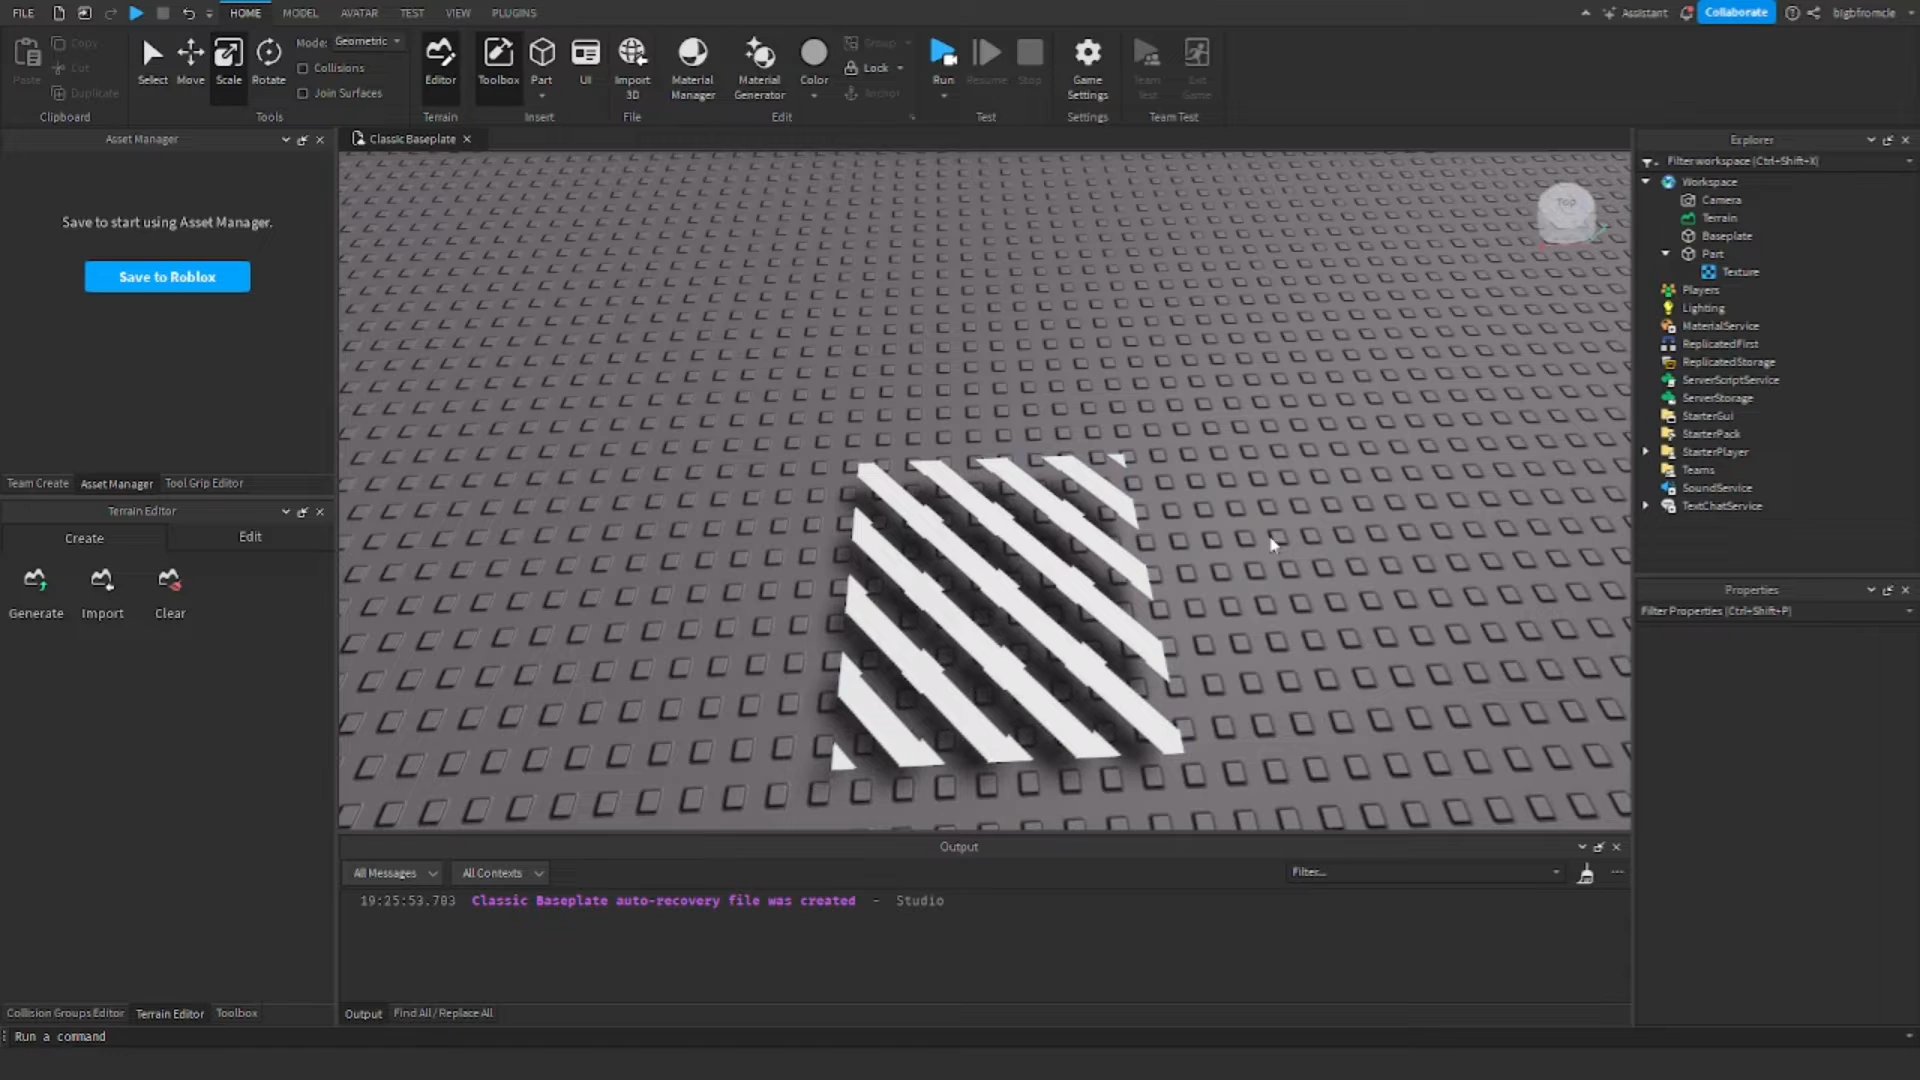 FILE HOME MODEL AVATAR TEST VIEW PLUGINS Assistant Collaborate bigbfromcle
Paste Copy Cut Duplicate Clipboard
Select Move Scale Rotate Mode: Geometric Collisions Join Surfaces Tools
Editor Terrain
Toolbox Part UI Insert
Import 3D File
Material Manager Material Generator Color Group Lock Anchor Edit
Run Resume Stop Test
Game Settings Settings
Team Test Exit Game Team Test
Asset Manager
Save to start using Asset Manager.
Save to Roblox
Team Create Asset Manager Tool Grip Editor
Terrain Editor
Create Edit
Generate Import Clear
Collision Groups Editor Terrain Editor Toolbox
Classic Baseplate
Top
Output
All Messages All Contexts Filter...
19:25:53.703 Classic Baseplate auto-recovery file was created - Studio
Output Find All / Replace All
Run a command
Explorer
Filter workspace (Ctrl+Shift+X)
Workspace
Camera
Terrain
Baseplate
Part
Texture
Players
Lighting
MaterialService
ReplicatedFirst
ReplicatedStorage
ServerScriptService
ServerStorage
StarterGui
StarterPack
StarterPlayer
Teams
SoundService
TextChatService
Properties
Filter Properties (Ctrl+Shift+P)